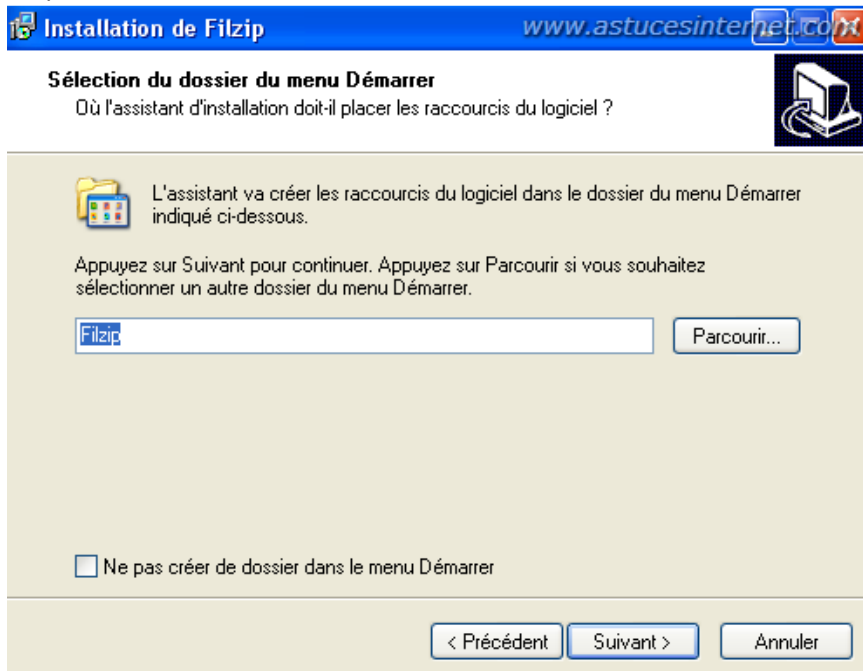 Installation de Filzip
www.astucesinternet.com
Sélection du dossier du menu Démarrer
Où l'assistant d'installation doit-il placer les raccourcis du logiciel ?
L'assistant va créer les raccourcis du logiciel dans le dossier du menu Démarrer
indiqué ci-dessous.
Appuyez sur Suivant pour continuer. Appuyez sur Parcourir si vous souhaitez
sélectionner un autre dossier du menu Démarrer.
Filzip
Parcourir...
Ne pas créer de dossier dans le menu Démarrer
< Précédent
Suivant >
Annuler